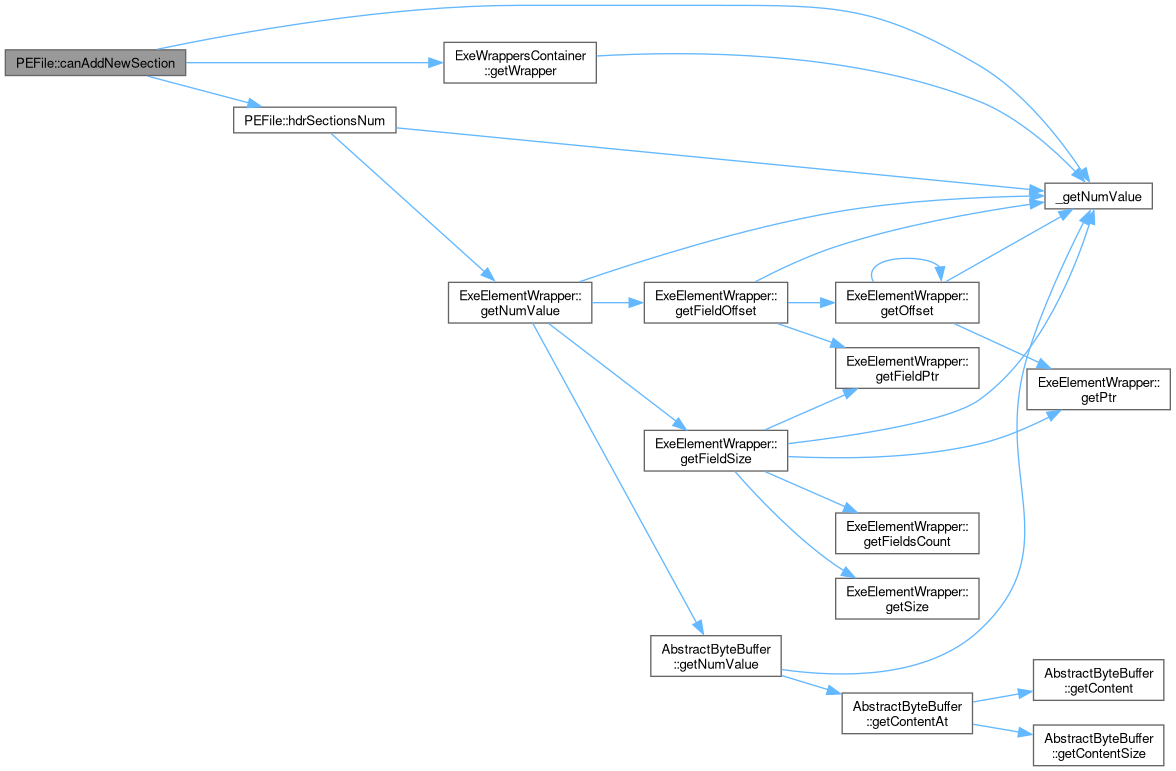 PEFile::canAddNewSection
ExeWrappersContainer
::getWrapper
PEFile::hdrSectionsNum
_getNumValue
ExeElementWrapper::
getNumValue
ExeElementWrapper::
getFieldOffset
ExeElementWrapper::
getOffset
ExeElementWrapper::
getFieldPtr
ExeElementWrapper::
getPtr
ExeElementWrapper::
getFieldSize
ExeElementWrapper::
getFieldsCount
ExeElementWrapper::
getSize
AbstractByteBuffer
::getNumValue
AbstractByteBuffer
::getContent
AbstractByteBuffer
::getContentAt
AbstractByteBuffer
::getContentSize